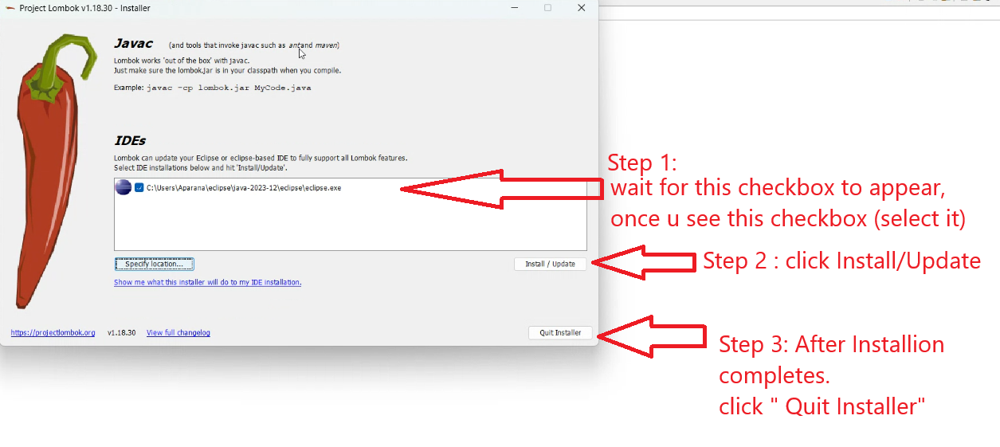 Project Lombok v1.18.30 - Installer
Javac (and tools that invoke javac such as ant and maven)
Lombok works 'out of the box' with javac.
Just make sure the lombok.jar is in your classpath when you compile.
Example: javac -cp lombok.jar MyCode.java
IDEs
Lombok can update your Eclipse or eclipse-based IDE to fully support all Lombok features.
Select IDE installations below and hit 'Install/Update'.
C:\Users\Aparana\eclipse\java-2023-12\eclipse\eclipse.exe
Step 1:
wait for this checkbox to appear,
once u see this checkbox (select it)
Specify location...
Install / Update
Step 2 : click Install/Update
Show me what this installer will do to my IDE installation.
https://projectlombok.org v1.18.30 View full changelog
Quit Installer
Step 3: After Installion
completes.
click " Quit Installer"